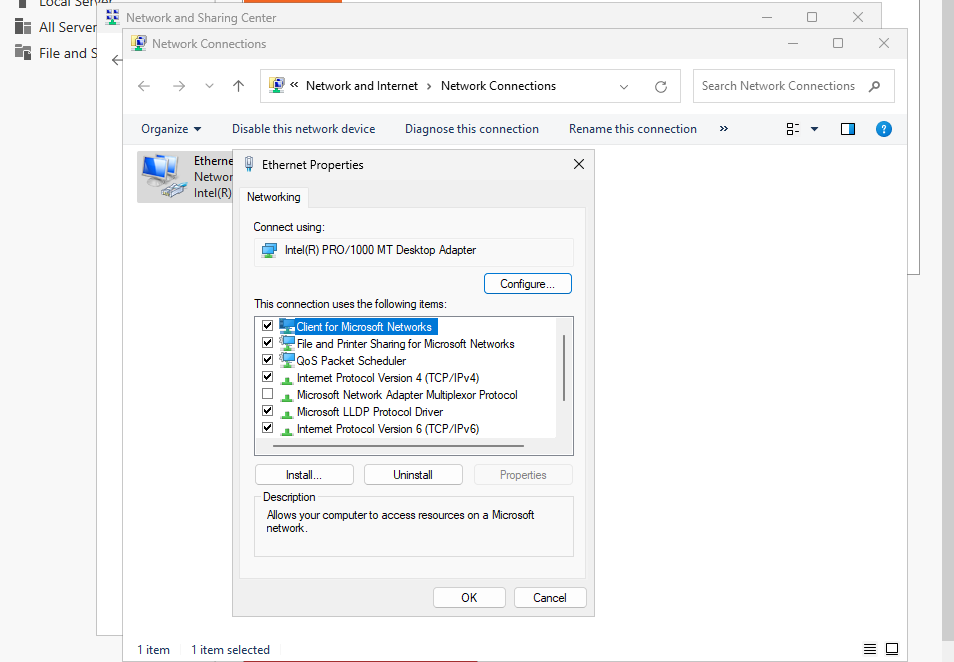 Local Server
All Server
File and S
Network and Sharing Center
Network Connections
« Network and Internet › Network Connections
Search Network Connections
Organize
Disable this network device
Diagnose this connection
Rename this connection
»
?
Etherne
Networ
Intel(R)
Ethernet Properties
Networking
Connect using:
Intel(R) PRO/1000 MT Desktop Adapter
Configure...
This connection uses the following items:
Client for Microsoft Networks
File and Printer Sharing for Microsoft Networks
QoS Packet Scheduler
Internet Protocol Version 4 (TCP/IPv4)
Microsoft Network Adapter Multiplexor Protocol
Microsoft LLDP Protocol Driver
Internet Protocol Version 6 (TCP/IPv6)
Install...
Uninstall
Properties
Description
Allows your computer to access resources on a Microsoft
network.
OK
Cancel
1 item
1 item selected